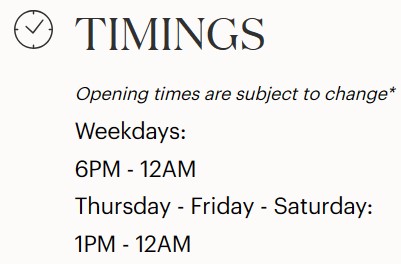 TIMINGS
Opening times are subject to change*
Weekdays:
6PM - 12AM
Thursday - Friday - Saturday:
1PM - 12AM